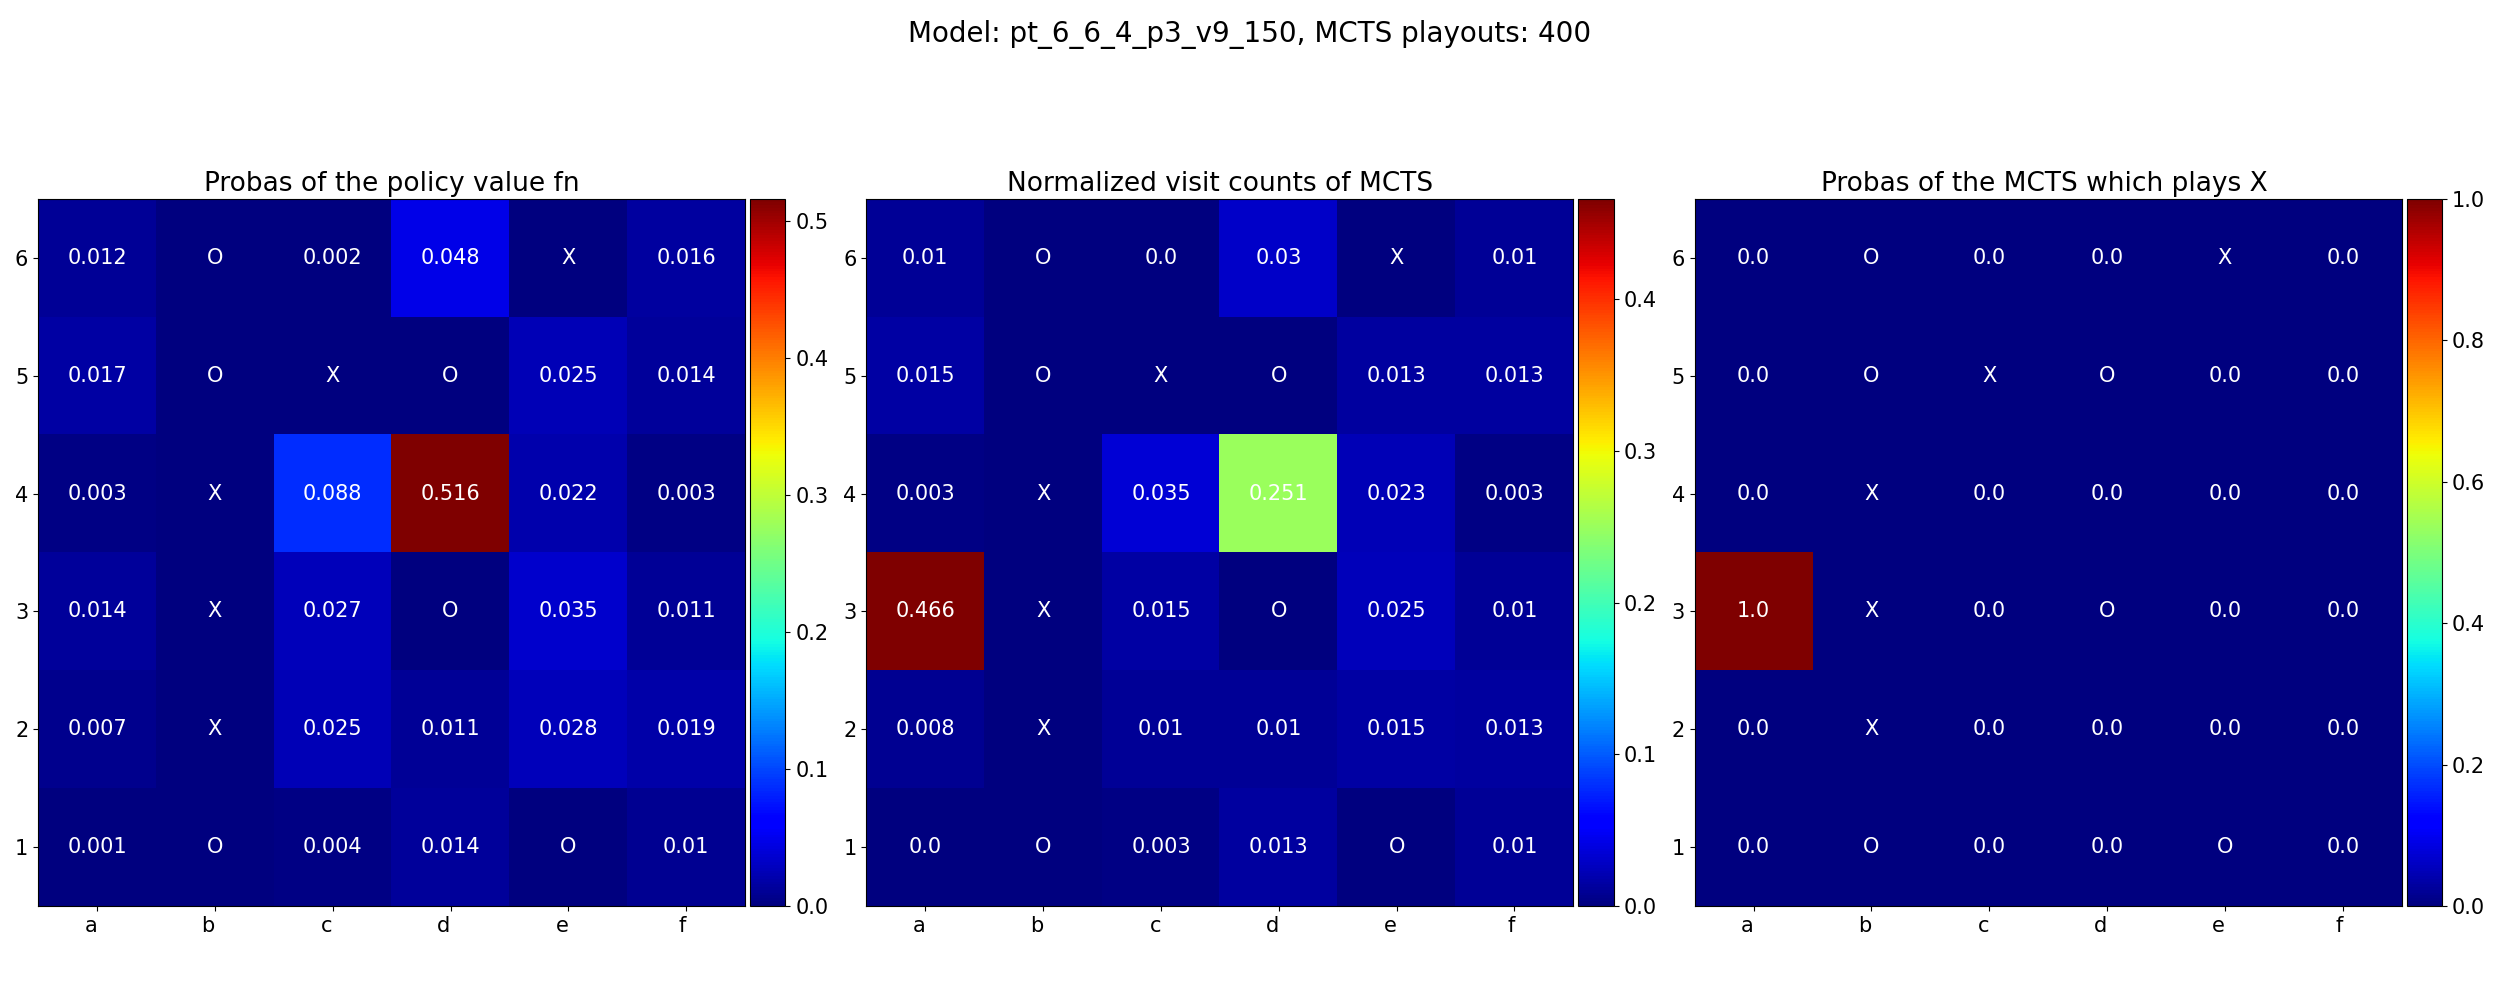 Model: pt_6_6_4_p3_v9_150, MCTS playouts: 400
Probas of the policy value fn
6 0.012 O 0.002 0.048 X 0.016
5 0.017 O X O 0.025 0.014
4 0.003 X 0.088 0.516 0.022 0.003
3 0.014 X 0.027 O 0.035 0.011
2 0.007 X 0.025 0.011 0.028 0.019
1 0.001 O 0.004 0.014 O 0.01
a b c d e f
0.5
0.4
0.3
0.2
0.1
0.0
Normalized visit counts of MCTS
6 0.01 O 0.0 0.03 X 0.01
5 0.015 O X O 0.013 0.013
4 0.003 X 0.035 0.251 0.023 0.003
3 0.466 X 0.015 O 0.025 0.01
2 0.008 X 0.01 0.01 0.015 0.013
1 0.0 O 0.003 0.013 O 0.01
a b c d e f
0.4
0.3
0.2
0.1
0.0
Probas of the MCTS which plays X
6 0.0 O 0.0 0.0 X 0.0
5 0.0 O X O 0.0 0.0
4 0.0 X 0.0 0.0 0.0 0.0
3 1.0 X 0.0 O 0.0 0.0
2 0.0 X 0.0 0.0 0.0 0.0
1 0.0 O 0.0 0.0 O 0.0
a b c d e f
1.0
0.8
0.6
0.4
0.2
0.0